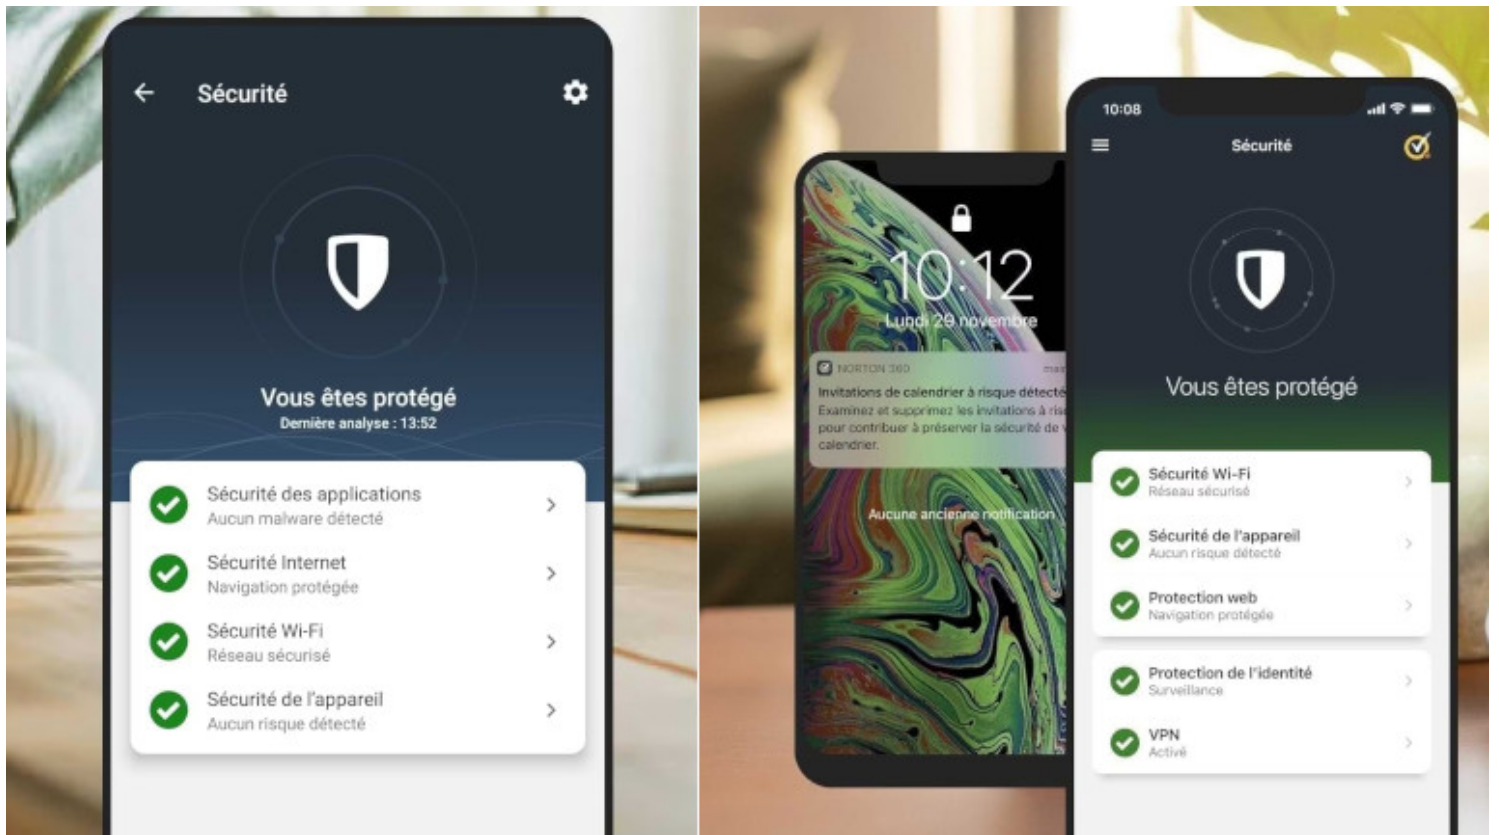 Sécurité
Vous êtes protégé
Dernière analyse : 13:52
Sécurité des applications
Aucun malware détecté
Sécurité Internet
Navigation protégée
Sécurité Wi-Fi
Réseau sécurisé
Sécurité de l'appareil
Aucun risque détecté
10:12
Lundi 29 novembre
NORTON 360
Invitations de calendrier à risque détecté
Examinez et supprimez les invitations à
pour contribuer à préserver la sécurité de
calendrier.
Aucune ancienne notification
10:08
Sécurité
Vous êtes protégé
Sécurité Wi-Fi
Réseau sécurisé
Sécurité de l'appareil
Aucun risque détecté
Protection web
Navigation protégée
Protection de l'identité
Surveillance
VPN
Activé